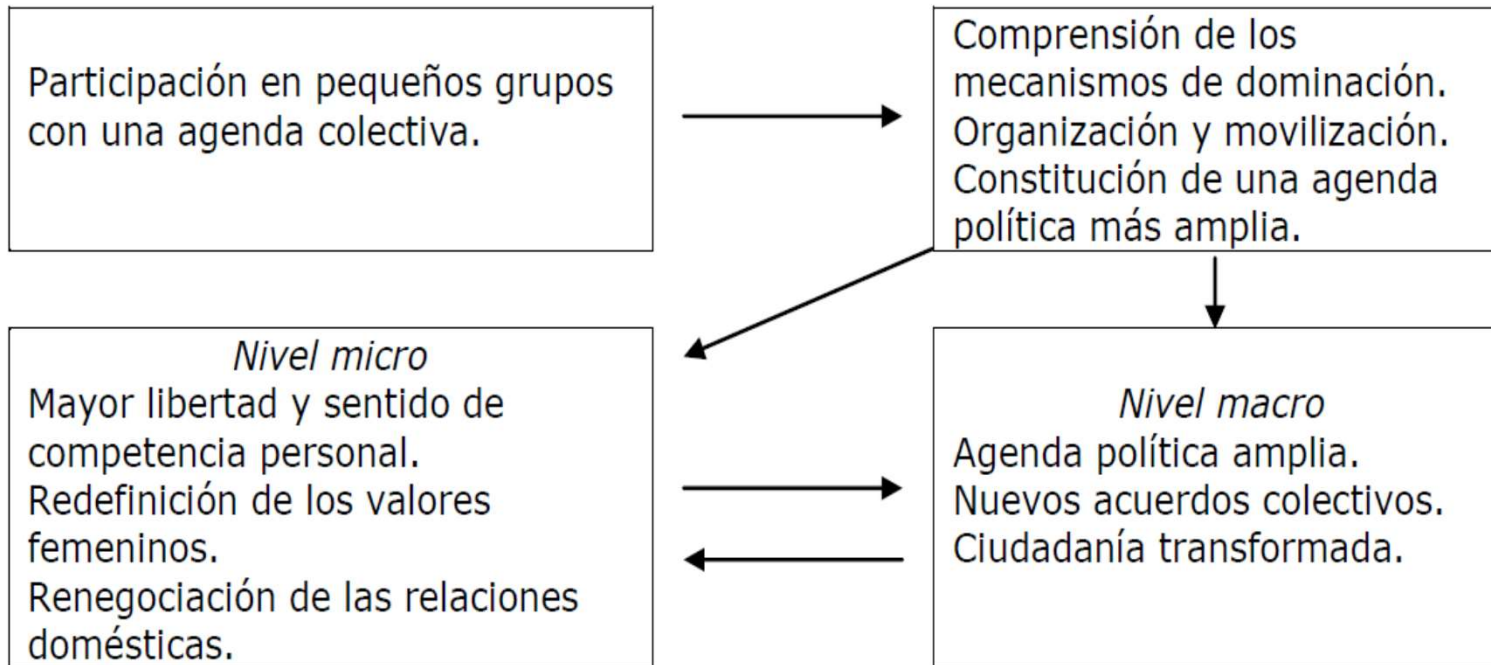 Participación en pequeños grupos
con una agenda colectiva.
Comprensión de los
mecanismos de dominación.
Organización y movilización.
Constitución de una agenda
política más amplia.
Nivel micro
Mayor libertad y sentido de
competencia personal.
Redefinición de los valores
femeninos.
Renegociación de las relaciones
domésticas.
Nivel macro
Agenda política amplia.
Nuevos acuerdos colectivos.
Ciudadanía transformada.